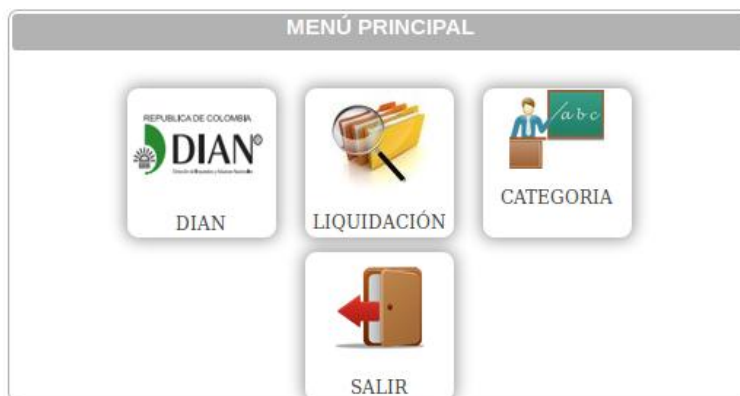 MENÚ PRINCIPAL
REPUBLICA DE COLOMBIA
DIAN®
DIAN
LIQUIDACIÓN
abc
CATEGORIA
SALIR